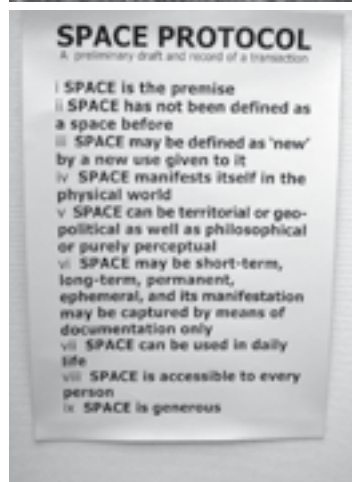 SPACE PROTOCOL
A preliminary draft and record of a transaction
i SPACE is the premise
ii SPACE has not been defined as
a space before
iii SPACE may be defined as 'new'
by a new use given to it
iv SPACE manifests itself in the
physical world
v SPACE can be territorial or geo-
political as well as philosophical
or purely perceptual
vi SPACE may be short-term,
long-term, permanent,
ephemeral, and its manifestation
may be captured by means of
documentation only
vii SPACE can be used in daily
life
viii SPACE is accessible to every
person
ix SPACE is generous